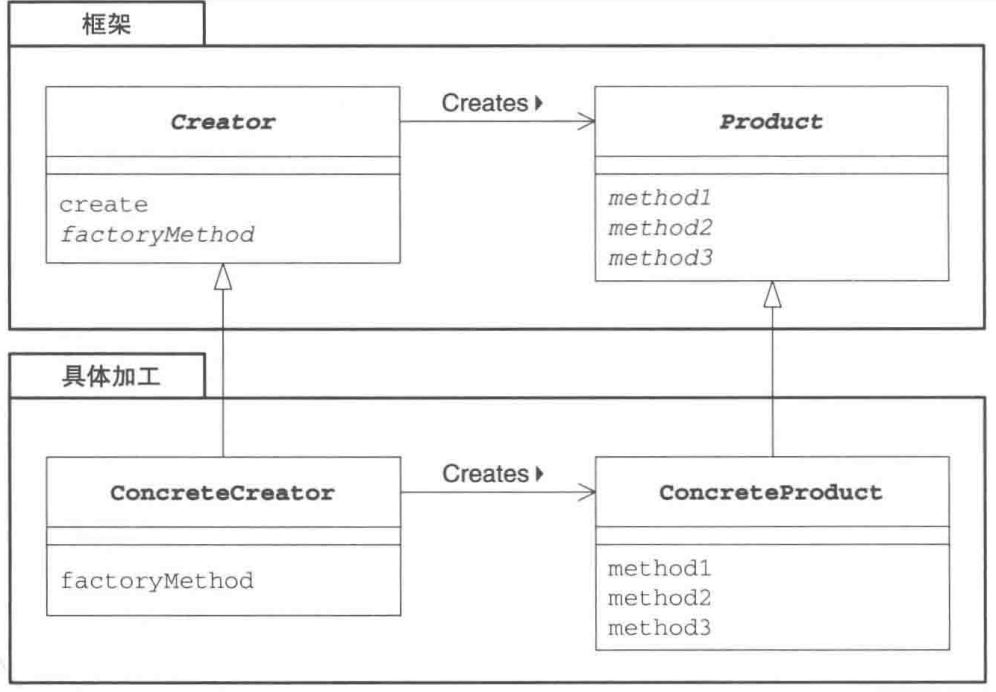 框架
Creator
Creates
Product
create
factoryMethod
method1
method2
method3
具体加工
ConcreteCreator
Creates
ConcreteProduct
factoryMethod
method1
method2
method3